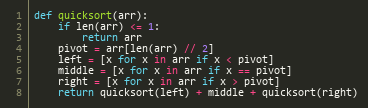 1 def quicksort(arr):
2     if len(arr) <= 1:
3         return arr
4     pivot = arr[len(arr) // 2]
5     left = [x for x in arr if x < pivot]
6     middle = [x for x in arr if x == pivot]
7     right = [x for x in arr if x > pivot]
8     return quicksort(left) + middle + quicksort(right)